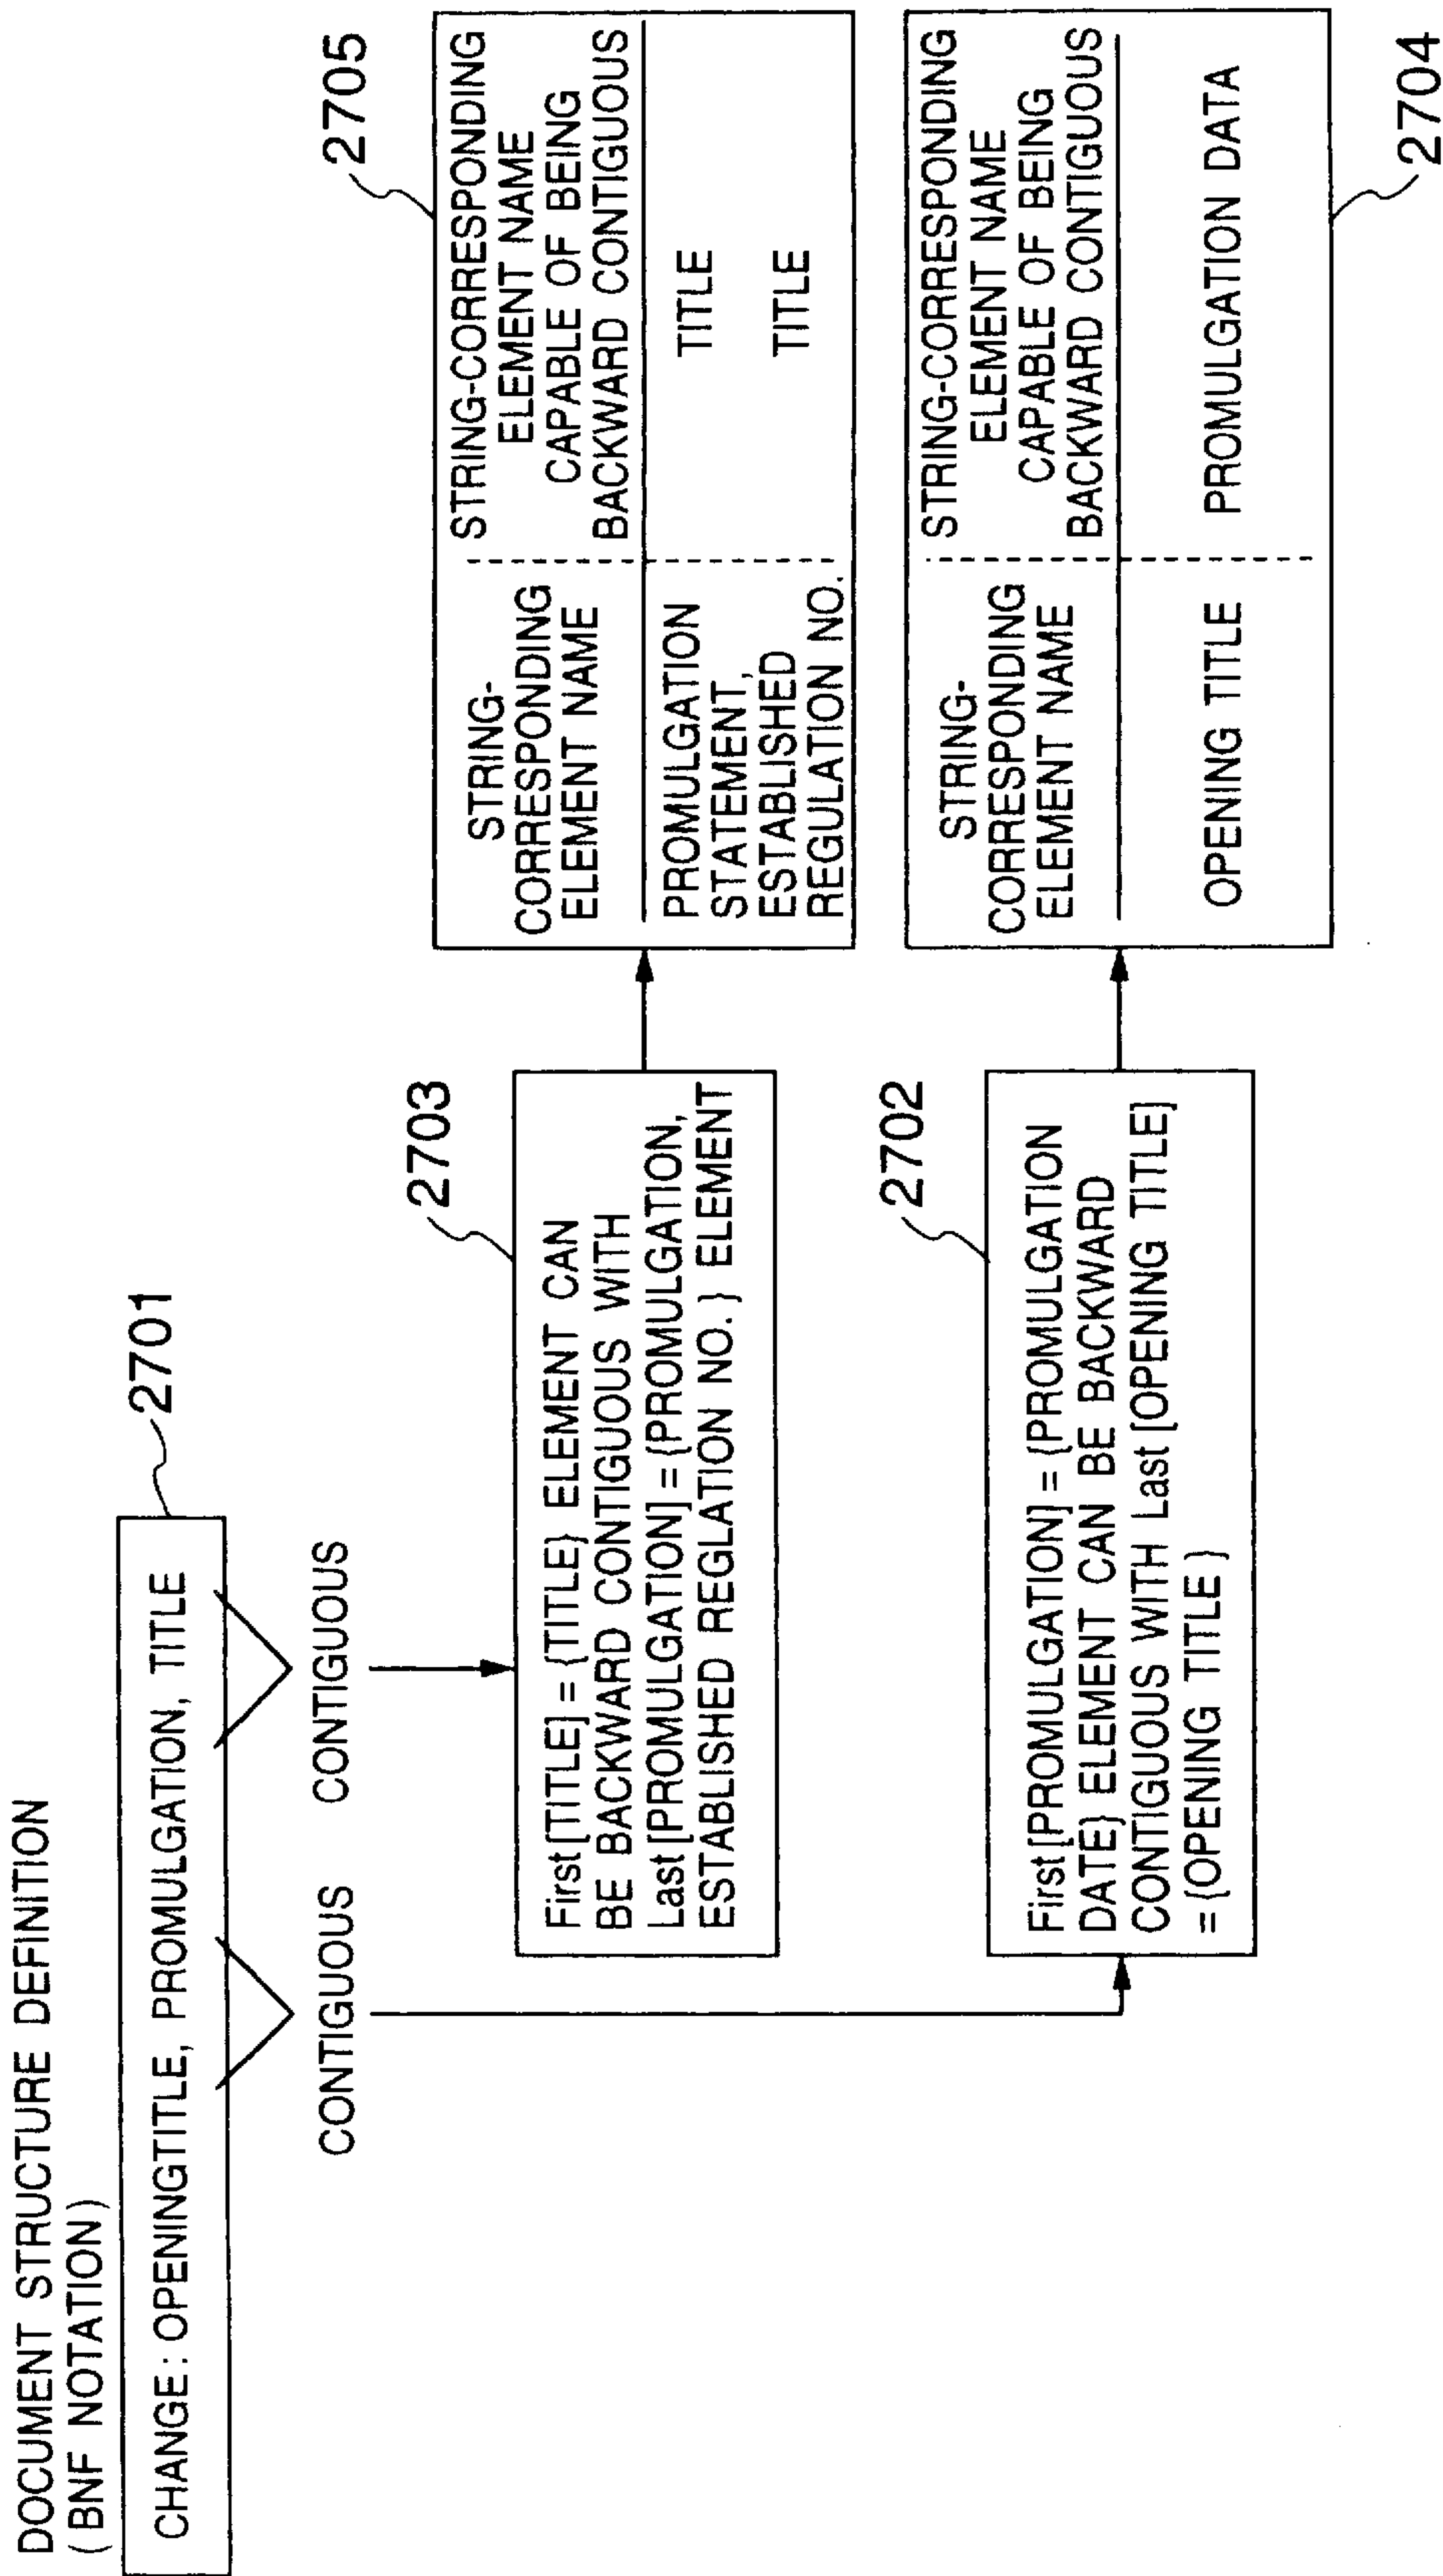 DOCUMENT STRUCTURE DEFINITION
( BNF NOTATION )
2701
CHANGE : OPENINGTITLE, PROMULGATION, TITLE
CONTIGUOUS
CONTIGUOUS
2703
First [TITLE] = {TITLE} ELEMENT CAN
BE BACKWARD CONTIGUOUS WITH
Last [PROMULGATION] = {PROMULGATION,
ESTABLISHED REGLATION NO. } ELEMENT
2702
First [PROMULGATION] = {PROMULGATION
DATE} ELEMENT CAN BE BACKWARD
CONTIGUOUS WITH Last [OPENING TITLE]
= {OPENING TITLE }
2705
STRING-
CORRESPONDING
ELEMENT NAME
STRING-CORRESPONDING
ELEMENT NAME
CAPABLE OF BEING
BACKWARD CONTIGUOUS
PROMULGATION
STATEMENT,
ESTABLISHED
REGULATION NO.
TITLE
TITLE
STRING-
CORRESPONDING
ELEMENT NAME
STRING-CORRESPONDING
ELEMENT NAME
CAPABLE OF BEING
BACKWARD CONTIGUOUS
OPENING TITLE
PROMULGATION DATA
2704